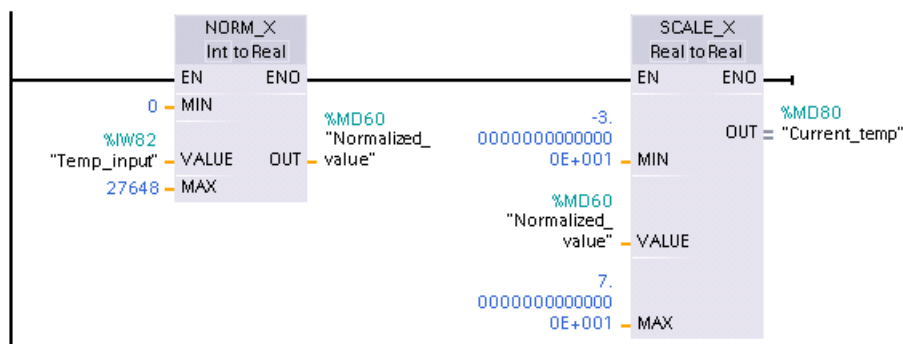 NORM_X
Int to Real
EN ENO
0 MIN
%IW82
"Temp_input" VALUE
27648 MAX
%MD60
"Normalized_
OUT value"
SCALE_X
Real to Real
EN ENO
-3.
0000000000000
0E+001 MIN
%MD60
"Normalized_
value" VALUE
7.
0000000000000
0E+001 MAX
%MD80
OUT "Current_temp"